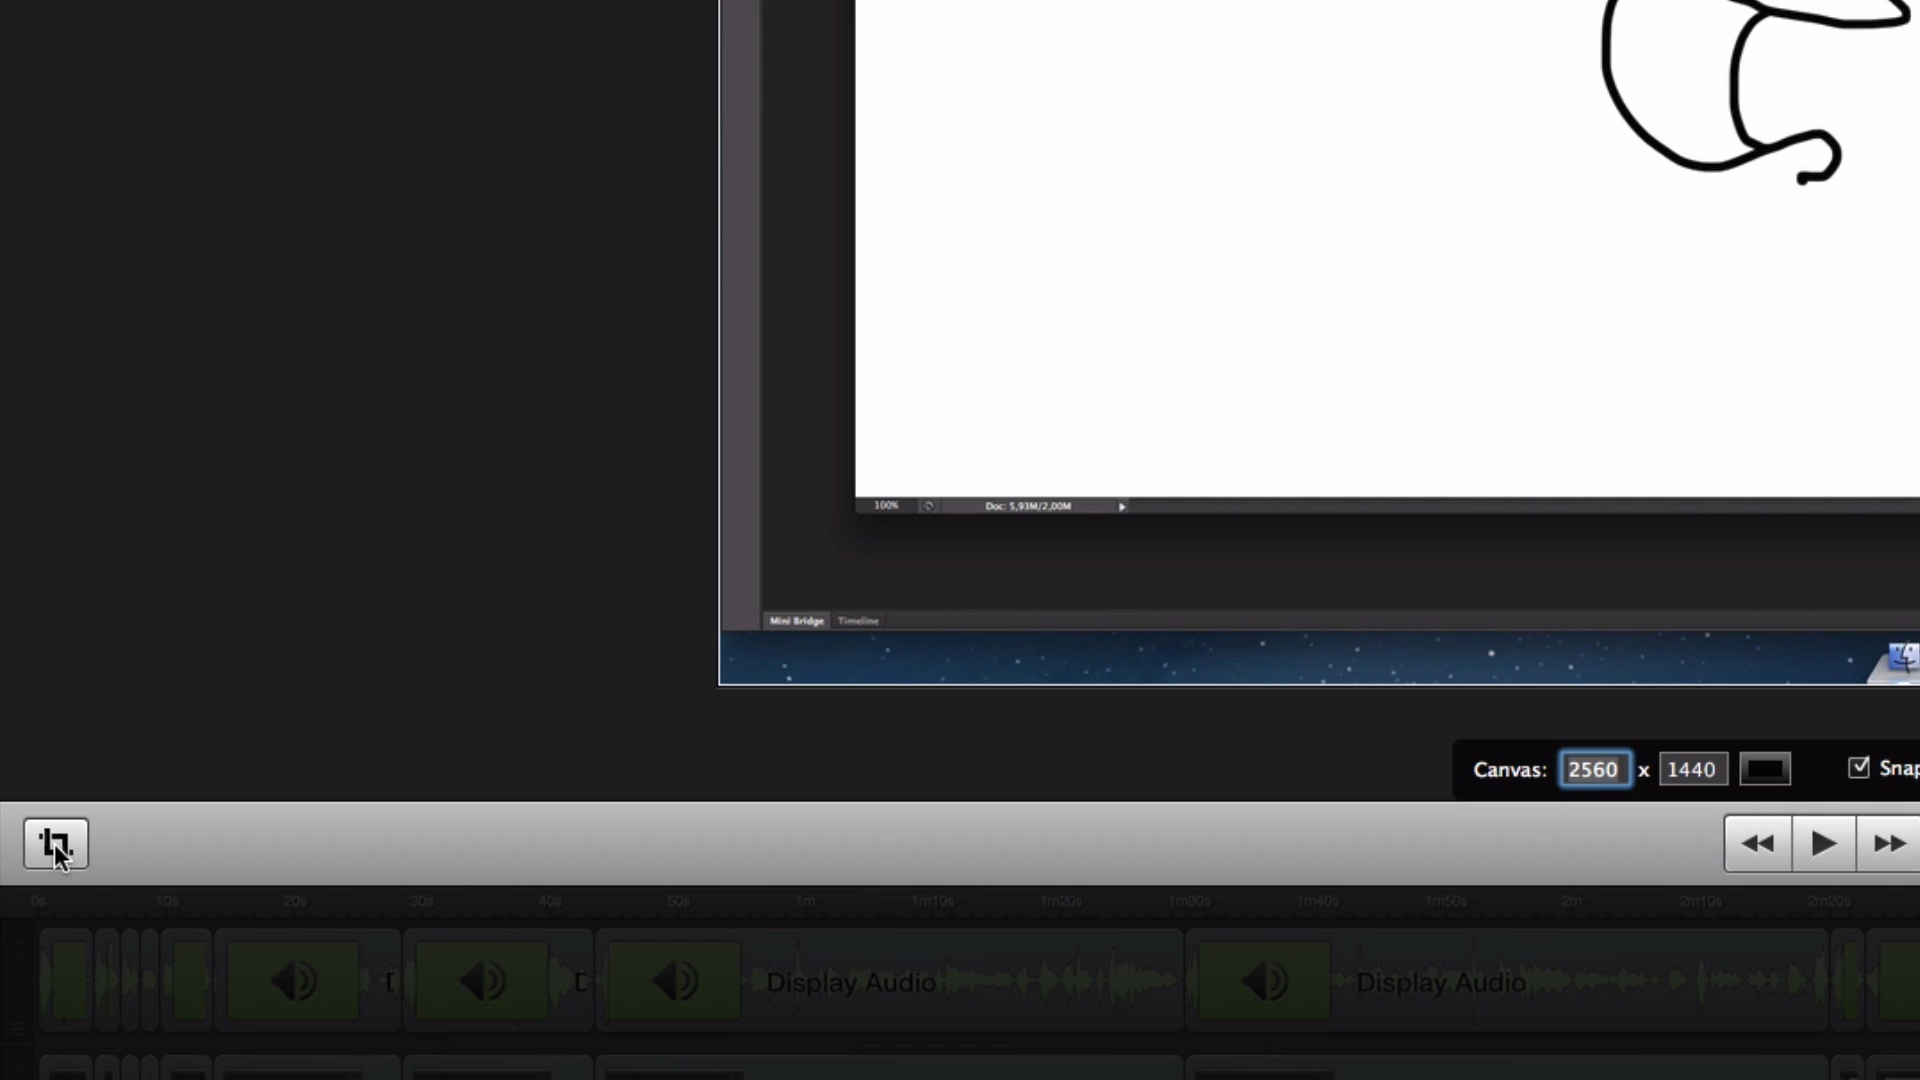 100%
Doc: 5,93M/2,00M
Mini Bridge Timeline
Canvas: 2560 x 1440 Snap
0s 10s 20s 30s 40s 50s 1m 1m10s 1m20s 1m30s 1m40s 1m50s 2m 2m10s 2m20s
Display Audio Display Audio